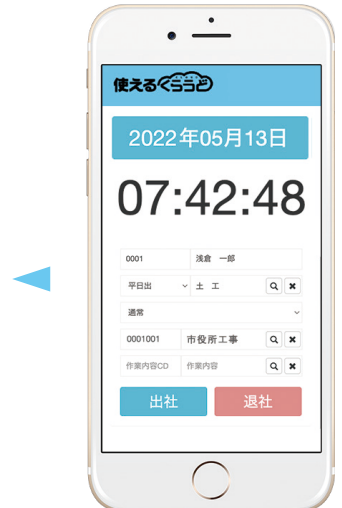 使えるくらうど
2022年05月13日
07:42:48
0001 浅倉 一郎
平日出 土 工
通常
0001001 市役所工事
作業内容CD 作業内容
出社 退社